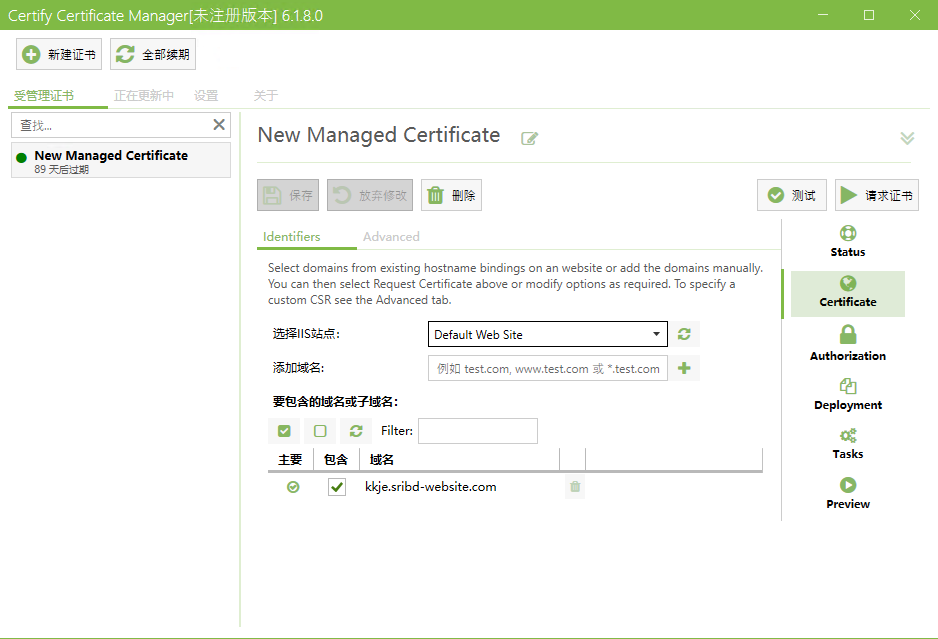 Certify Certificate Manager[未注册版本] 6.1.8.0
新建证书 全部续期
受管理证书 正在更新中 设置 关于
查找...
New Managed Certificate
89 天后过期
New Managed Certificate
保存 放弃修改 删除 测试 请求证书
Identifiers Advanced
Select domains from existing hostname bindings on an website or add the domains manually.
You can then select Request Certificate above or modify options as required. To specify a
custom CSR see the Advanced tab.
选择IIS站点: Default Web Site
添加域名: 例如 test.com, www.test.com 或 *.test.com
要包含的域名或子域名:
Filter:
主要 包含 域名
kkje.sribd-website.com
Status
Certificate
Authorization
Deployment
Tasks
Preview